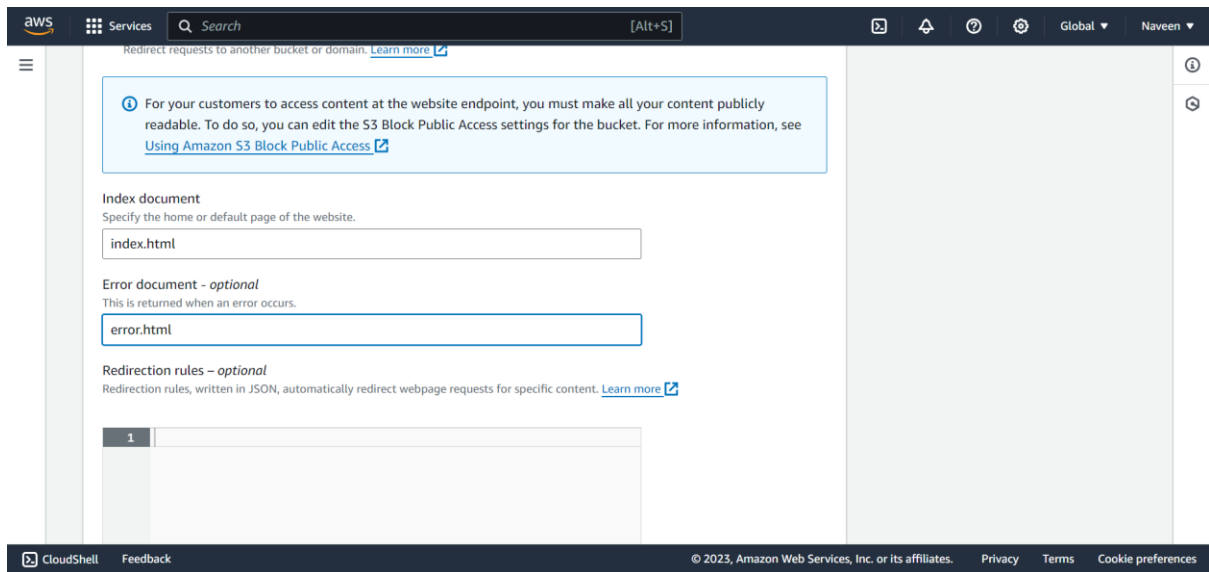 aws
Services
Search
[Alt+S]
Global
Naveen
Redirect requests to another bucket or domain. Learn more
For your customers to access content at the website endpoint, you must make all your content publicly
readable. To do so, you can edit the S3 Block Public Access settings for the bucket. For more information, see
Using Amazon S3 Block Public Access
Index document
Specify the home or default page of the website.
index.html
Error document - optional
This is returned when an error occurs.
error.html
Redirection rules – optional
Redirection rules, written in JSON, automatically redirect webpage requests for specific content. Learn more
1
CloudShell
Feedback
© 2023, Amazon Web Services, Inc. or its affiliates.
Privacy
Terms
Cookie preferences